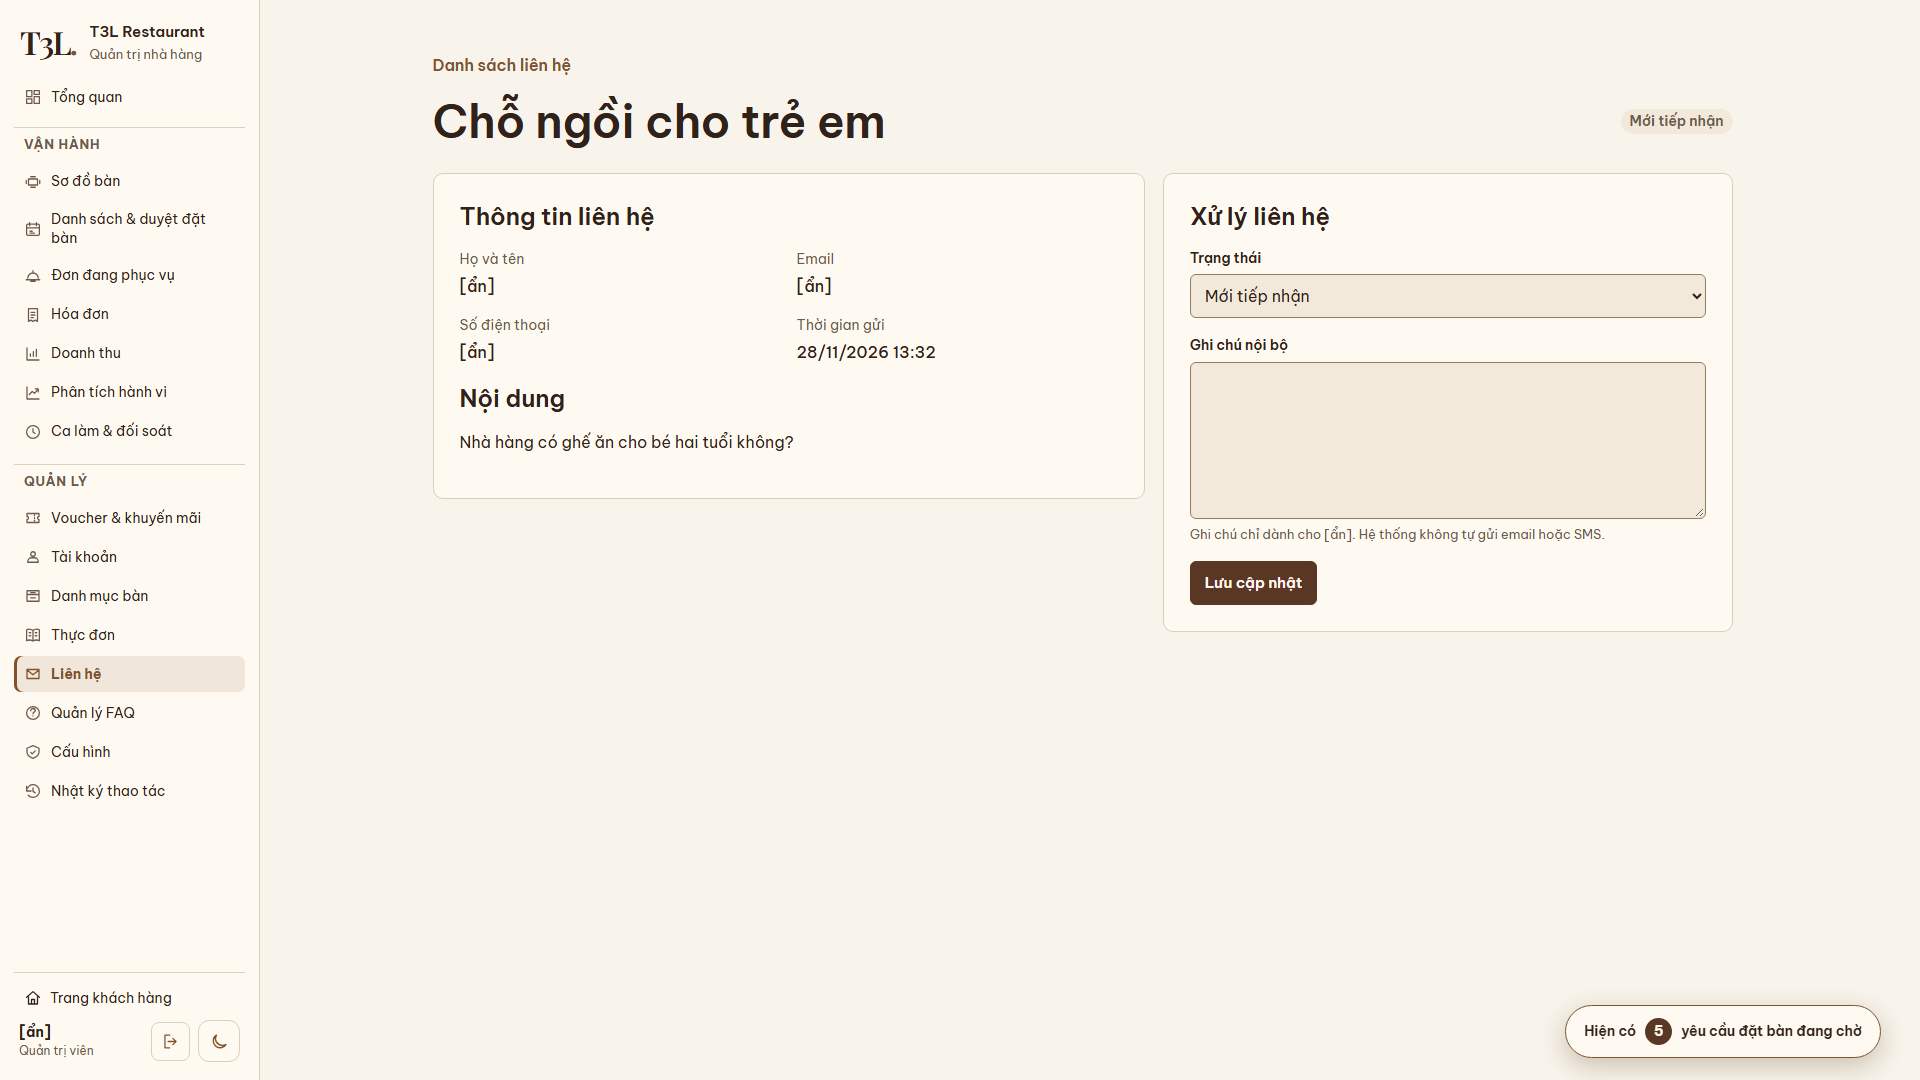 T3L.
T3L Restaurant
Quản trị nhà hàng
Tổng quan
VẬN HÀNH
Sơ đồ bàn
Danh sách & duyệt đặt
bàn
Đơn đang phục vụ
Hóa đơn
Doanh thu
Phân tích hành vi
Ca làm & đối soát
QUẢN LÝ
Voucher & khuyến mãi
Tài khoản
Danh mục bàn
Thực đơn
Liên hệ
Quản lý FAQ
Cấu hình
Nhật ký thao tác
Trang khách hàng
[ẩn]
Quản trị viên
Danh sách liên hệ
Chỗ ngồi cho trẻ em
Mới tiếp nhận
Thông tin liên hệ
Họ và tên
[ẩn]
Email
[ẩn]
Số điện thoại
[ẩn]
Thời gian gửi
28/11/2026 13:32
Nội dung
Nhà hàng có ghế ăn cho bé hai tuổi không?
Xử lý liên hệ
Trạng thái
Mới tiếp nhận
Ghi chú nội bộ
Ghi chú chỉ dành cho [ẩn]. Hệ thống không tự gửi email hoặc SMS.
Lưu cập nhật
Hiện có 5 yêu cầu đặt bàn đang chờ